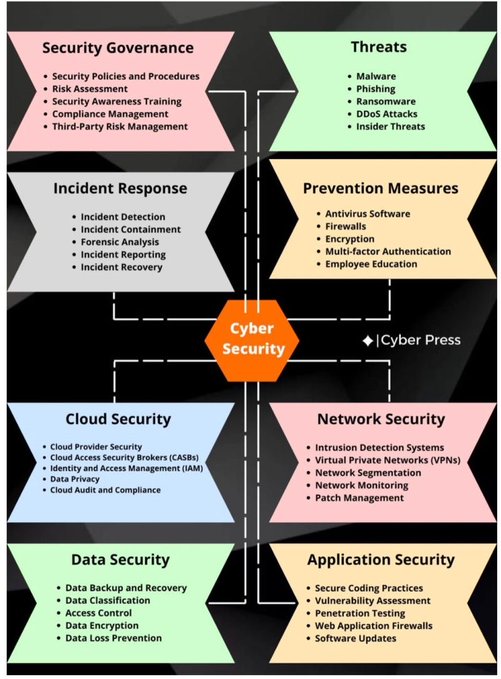 Security Governance
• Security Policies and Procedures
• Risk Assessment
• Security Awareness Training
• Compliance Management
• Third-Party Risk Management
Threats
• Malware
• Phishing
• Ransomware
• DDoS Attacks
• Insider Threats
Incident Response
• Incident Detection
• Incident Containment
• Forensic Analysis
• Incident Reporting
• Incident Recovery
Prevention Measures
• Antivirus Software
• Firewalls
• Encryption
• Multi-factor Authentication
• Employee Education
Cyber
Security
|Cyber Press
Cloud Security
• Cloud Provider Security
• Cloud Access Security Brokers (CASBs)
• Identity and Access Management (IAM)
• Data Privacy
• Cloud Audit and Compliance
Network Security
• Intrusion Detection Systems
• Virtual Private Networks (VPNs)
• Network Segmentation
• Network Monitoring
• Patch Management
Data Security
• Data Backup and Recovery
• Data Classification
• Access Control
• Data Encryption
• Data Loss Prevention
Application Security
• Secure Coding Practices
• Vulnerability Assessment
• Penetration Testing
• Web Application Firewalls
• Software Updates